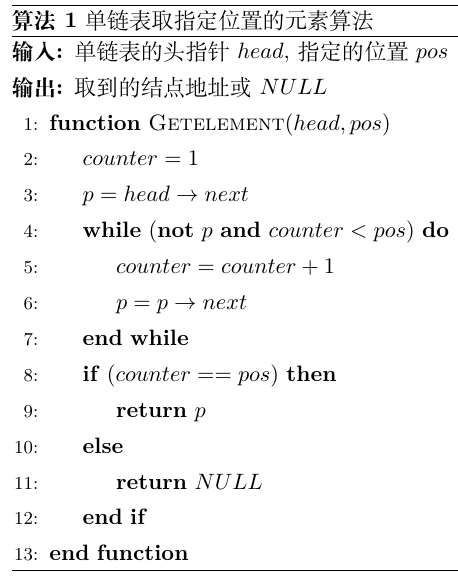 算法 1 单链表取指定位置的元素算法
输入: 单链表的头指针 head, 指定的位置 pos
输出: 取到的结点地址或 NULL
1: function GETELEMENT(head, pos)
2: counter = 1
3: p = head → next
4: while (not p and counter < pos) do
5: counter = counter + 1
6: p = p → next
7: end while
8: if (counter == pos) then
9: return p
10: else
11: return NULL
12: end if
13: end function